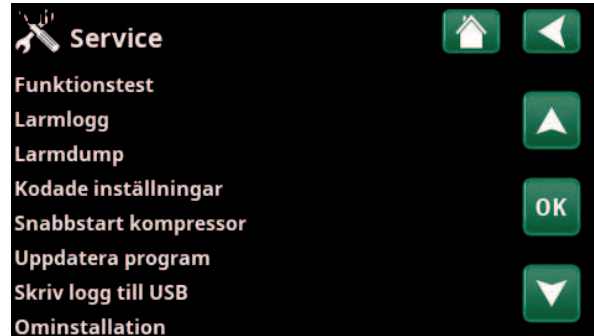 Service
Funktionstest
Larmlogg
Larmdump
Kodade inställningar
Snabbstart kompressor
OK
Uppdatera program
Skriv logg till USB
Ominstallation